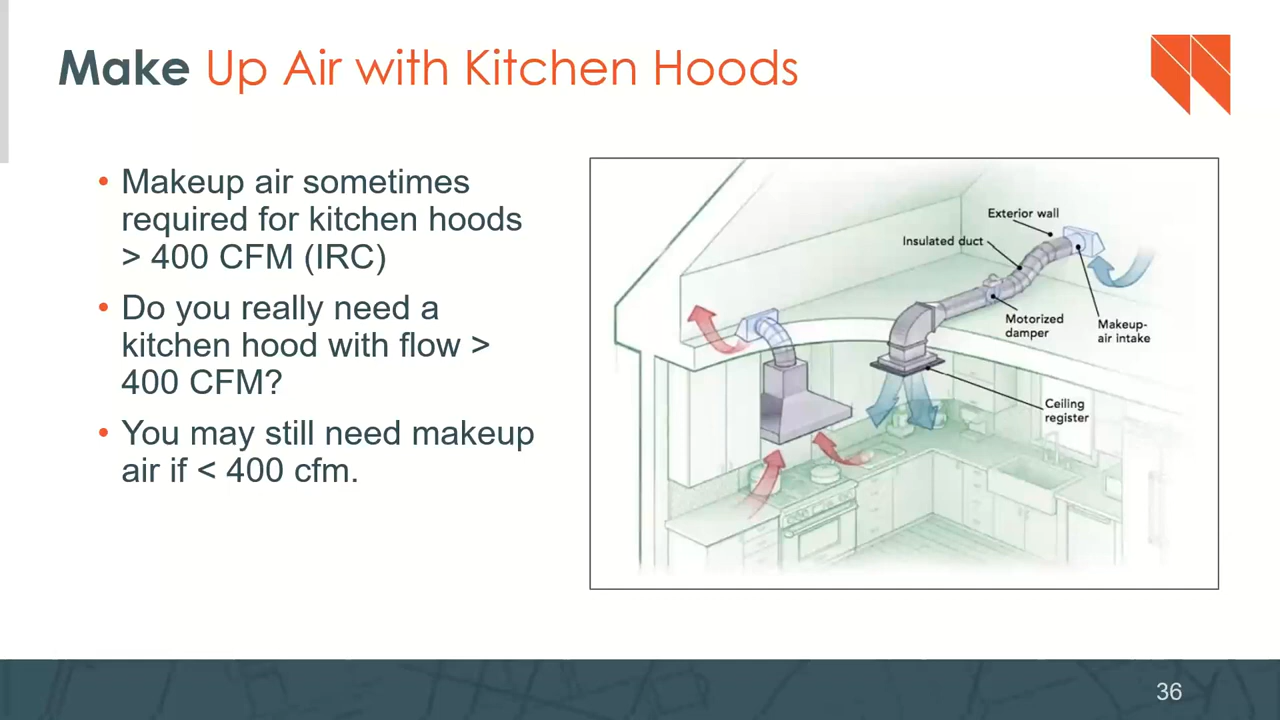 Make Up Air with Kitchen Hoods
• Makeup air sometimes
required for kitchen hoods
> 400 CFM (IRC)
• Do you really need a
kitchen hood with flow >
400 CFM?
• You may still need makeup
air if < 400 cfm.
Exterior wall
Insulated duct
Motorized
damper
Makeup-
air intake
Ceiling
register
36